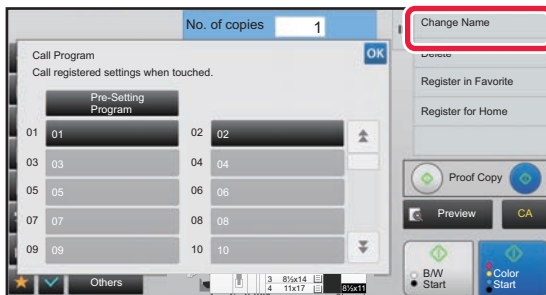 No. of copies 1
Change Name
Call Program
OK
Delete
Call registered settings when touched.
Register in Favorite
Pre-Setting
Program
Register for Home
01 01 02 02
03 03 04 04
05 05 06 06
Proof Copy
07 07 08 08
Preview CA
09 09 10 10
B/W
Start
Color
Start
Others
3 8½x14
4 11x17
8½x11